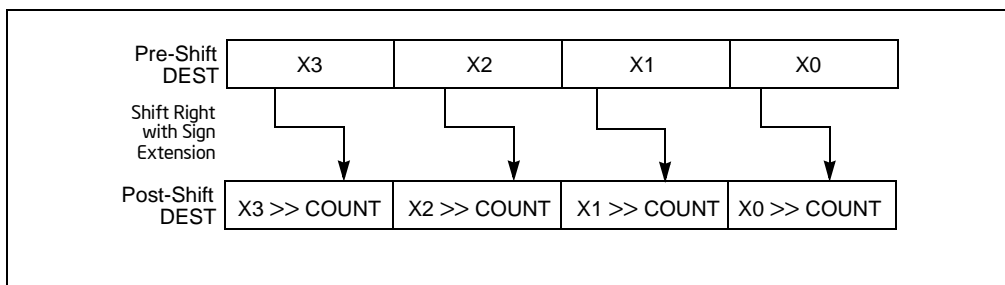 Pre-Shift
DEST
X3
X2
X1
X0
Shift Right
with Sign
Extension
Post-Shift
DEST
X3 >> COUNT
X2 >> COUNT
X1 >> COUNT
X0 >> COUNT